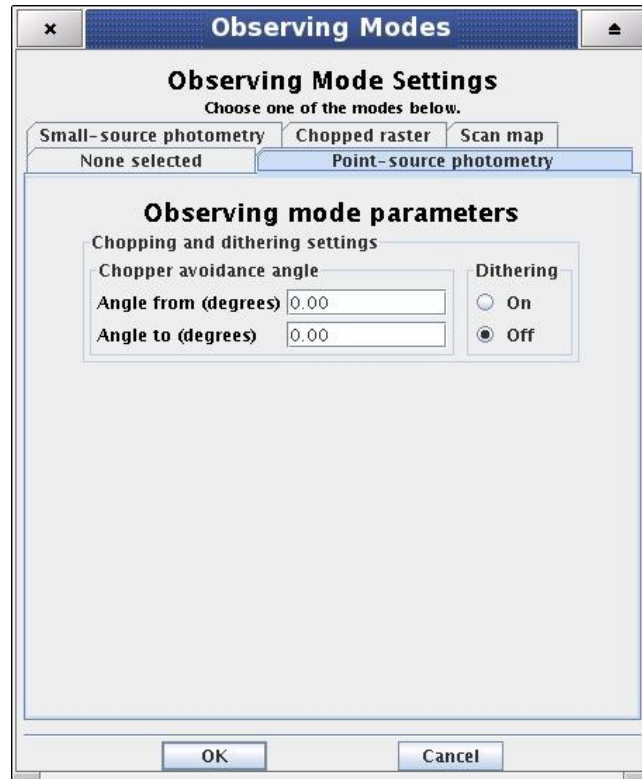 Observing Modes
Observing Mode Settings
Choose one of the modes below.
Small-source photometry Chopped raster Scan map
None selected Point-source photometry
Observing mode parameters
Chopping and dithering settings
Chopper avoidance angle Dithering
Angle from (degrees) 0.00 On
Angle to (degrees) 0.00 Off
OK Cancel